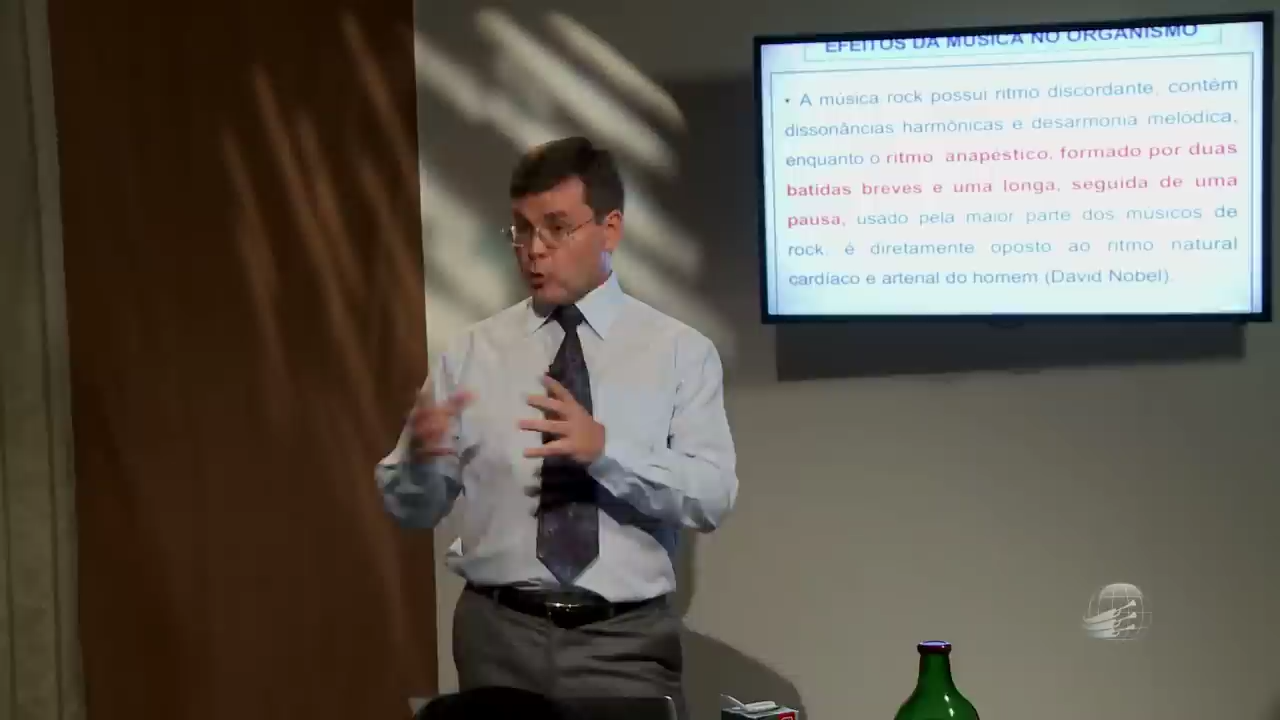 EFEITOS DA MÚSICA NO ORGANISMO
• A música rock possui ritmo discordante, contêm
dissonâncias harmônicas e desarmonia melódica,
enquanto o ritmo anapéstico, formado por duas
batidas breves e uma longa, seguida de uma
pausa, usado pela maior parte dos músicos de
rock, é diretamente oposto ao ritmo natural
cardíaco e arterial do homem (David Nobel).